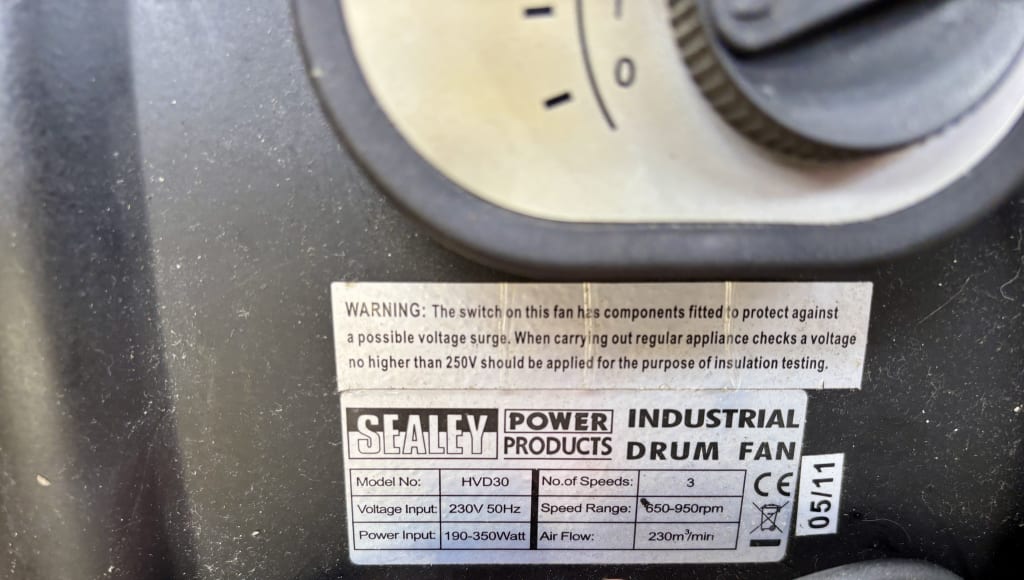 0
WARNING: The switch on this fan has components fitted to protect against
a possible voltage surge. When carrying out regular appliance checks a voltage
no higher than 250V should be applied for the purpose of insulation testing.
SEALEY POWER PRODUCTS INDUSTRIAL DRUM FAN
Model No: HVD30 No.of Speeds: 3
Voltage Input: 230V 50Hz Speed Range: 650-950rpm
Power Input: 190-350Watt Air Flow: 230m³/min
CE
05/11